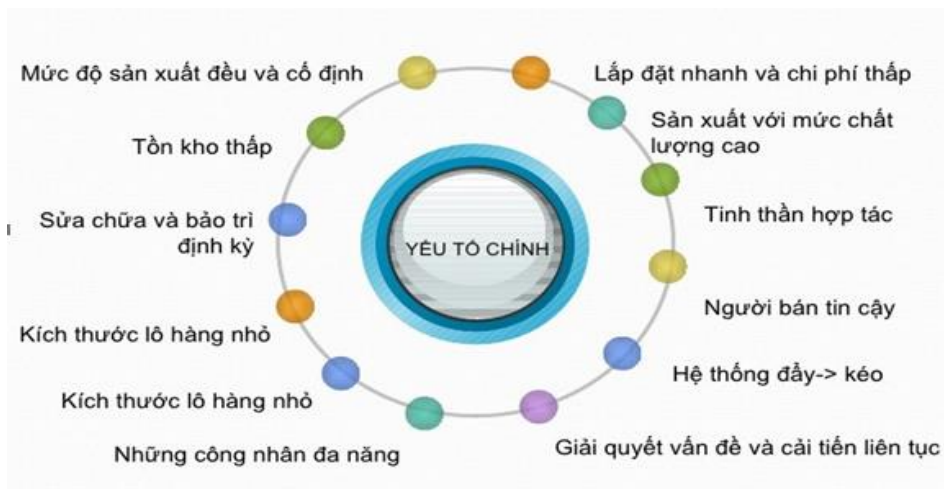 Mức độ sản xuất đều và cố định
Lắp đặt nhanh và chi phí thấp
Sản xuất với mức chất
lượng cao
Tồn kho thấp
Tinh thần hợp tác
Sửa chữa và bảo trì
định kỳ
YẾU TỐ CHÍNH
Người bán tin cậy
Kích thước lô hàng nhỏ
Hệ thống đẩy-> kéo
Kích thước lô hàng nhỏ
Giải quyết vấn đề và cải tiến liên tục
Những công nhân đa năng